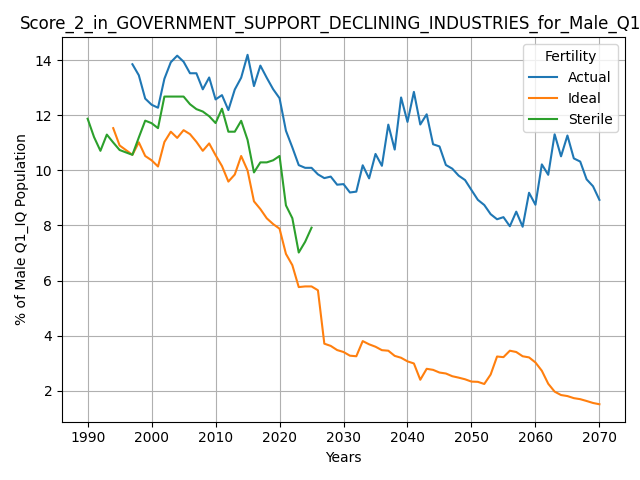 Score_2_in_GOVERNMENT_SUPPORT_DECLINING_INDUSTRIES_for_Male_Q1
Fertility
Actual
Ideal
Sterile
% of Male Q1_IQ Population
14
12
10
8
6
4
2
1990 2000 2010 2020 2030 2040 2050 2060 2070
Years